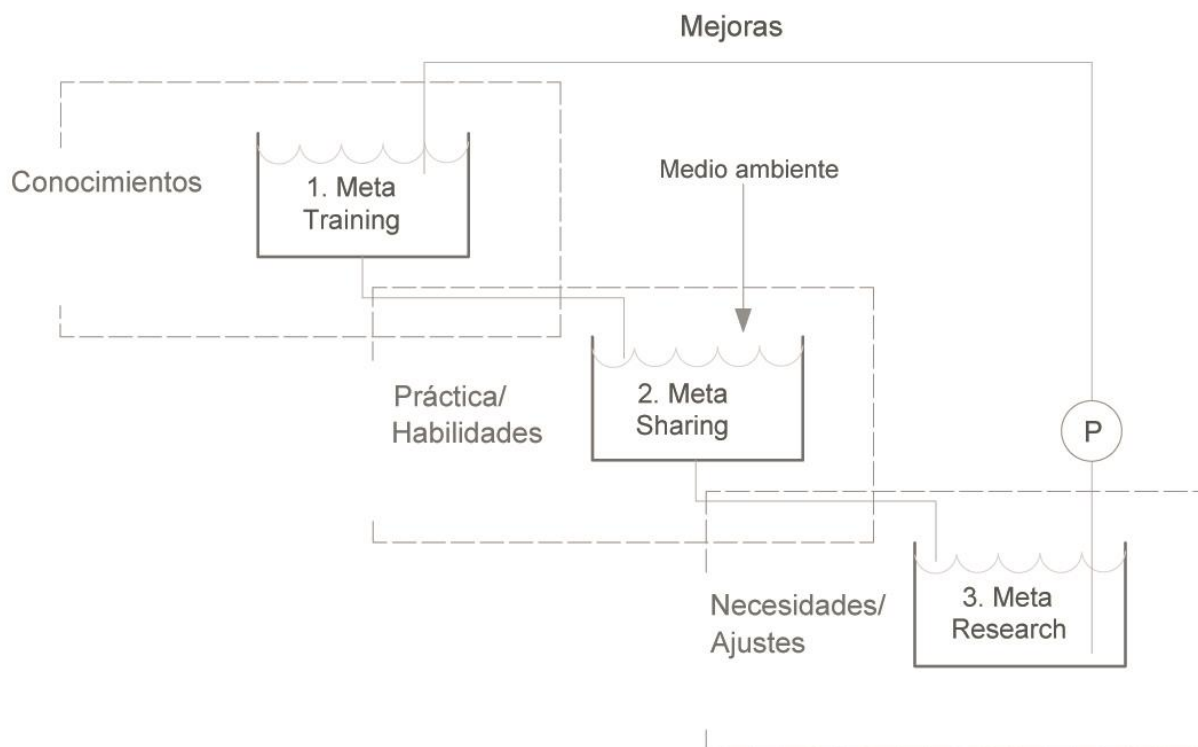 Mejoras
Conocimientos
1. Meta
Training
Medio ambiente
Práctica/
Habilidades
2. Meta
Sharing
P
Necesidades/
Ajustes
3. Meta
Research